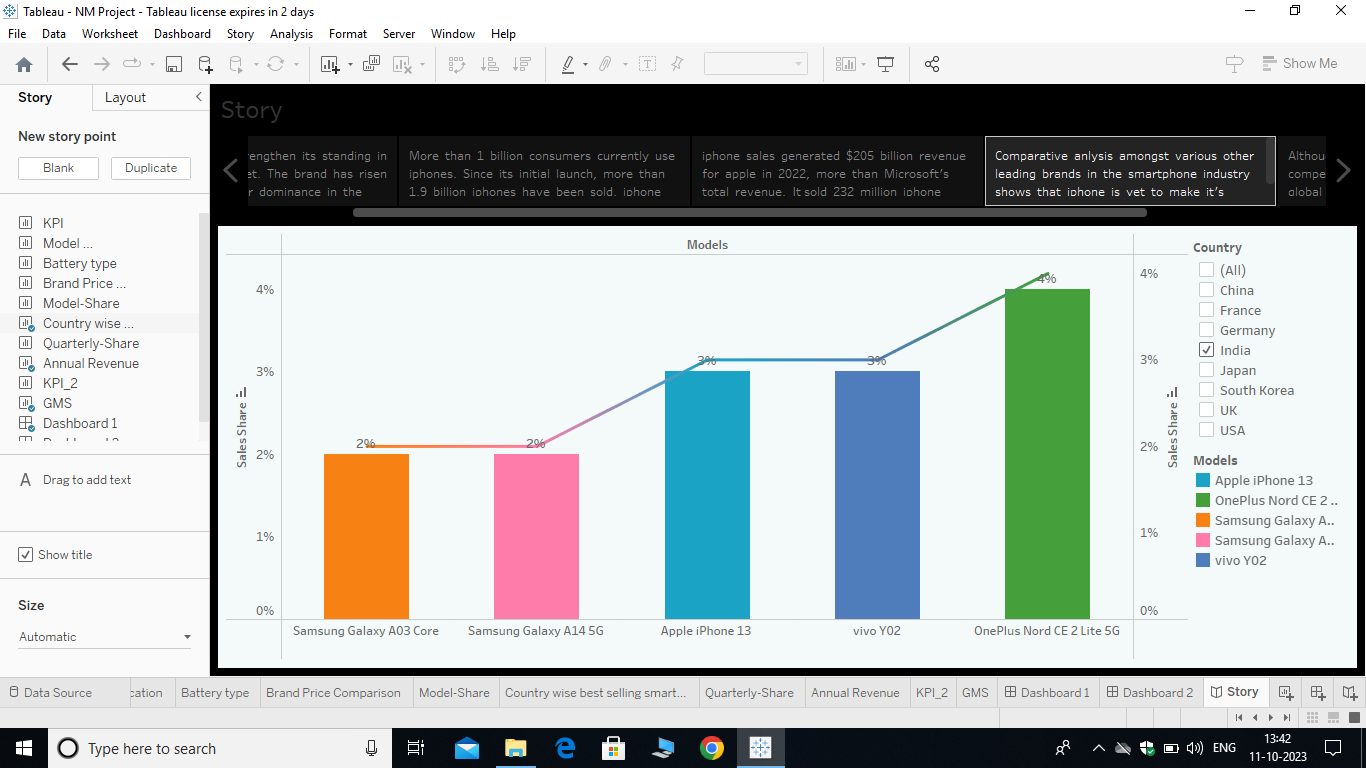 Tableau - NM Project - Tableau license expires in 2 days
File Data Worksheet Dashboard Story Analysis Format Server Window Help
Show Me
Story Layout
New story point
Blank Duplicate
KPI
Model ...
Battery type
Brand Price ...
Model-Share
Country wise ...
Quarterly-Share
Annual Revenue
KPI_2
GMS
Dashboard 1
A Drag to add text
Show title
Size
Automatic
Story
rengthen its standing in
et. The brand has risen
r dominance in the
More than 1 billion consumers currently use
iphones. Since its initial launch, more than
1.9 billion iphones have been sold. iphone
iphone sales generated $205 billion revenue
for apple in 2022, more than Microsoft's
total revenue. It sold 232 million iphone
Comparative anlysis amongst various other
leading brands in the smartphone industry
shows that iphone is yet to make it's
Althou
compe
global
Models
4%
3%
2%
1%
0%
Sales Share
2%
2%
3%
3%
4%
Samsung Galaxy A03 Core
Samsung Galaxy A14 5G
Apple iPhone 13
vivo Y02
OnePlus Nord CE 2 Lite 5G
4%
3%
2%
1%
0%
Sales Share
Country
(All)
China
France
Germany
India
Japan
South Korea
UK
USA
Models
Apple iPhone 13
OnePlus Nord CE 2 ..
Samsung Galaxy A..
Samsung Galaxy A..
vivo Y02
Data Source cation Battery type Brand Price Comparison Model-Share Country wise best selling smart... Quarterly-Share Annual Revenue KPI_2 GMS Dashboard 1 Dashboard 2 Story
Type here to search
ENG
13:42
11-10-2023